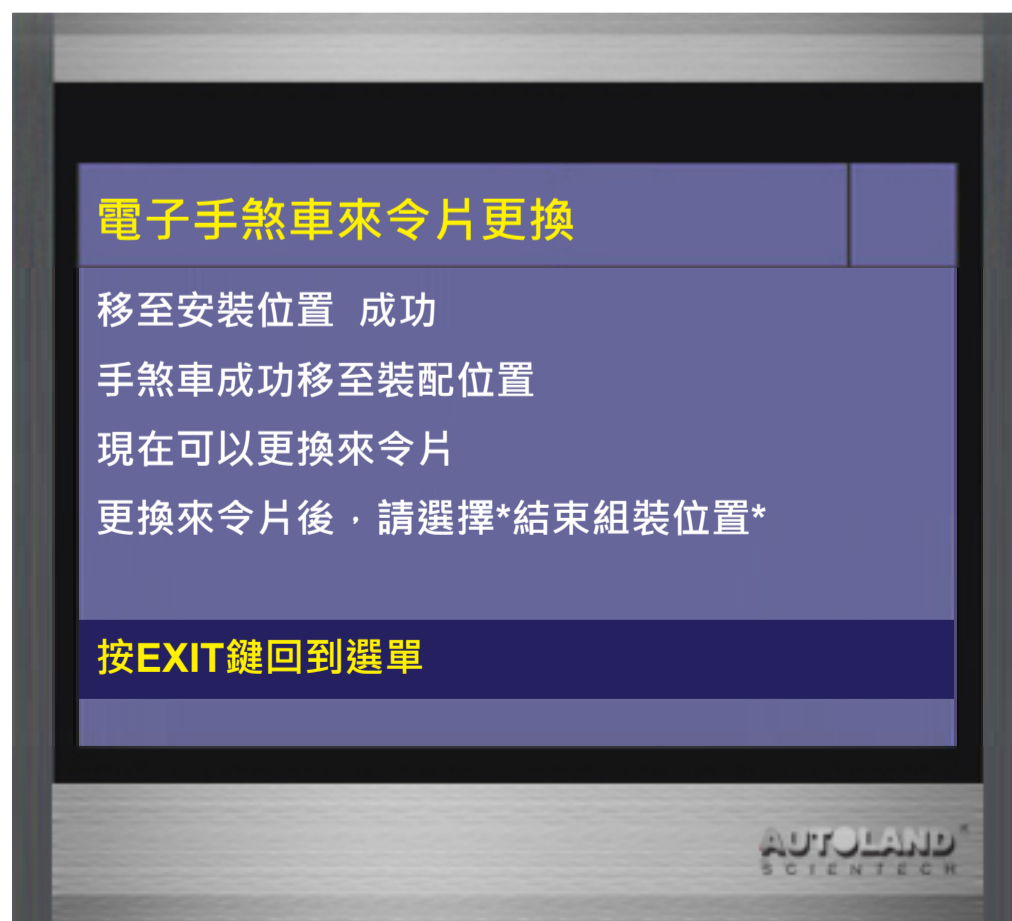 電子手煞車來令片更換
移至安裝位置 成功
手煞車成功移至裝配位置
現在可以更換來令片
更換來令片後，請選擇*結束組裝位置*
按EXIT鍵回到選單
AUTOLAND
SCIENTECH